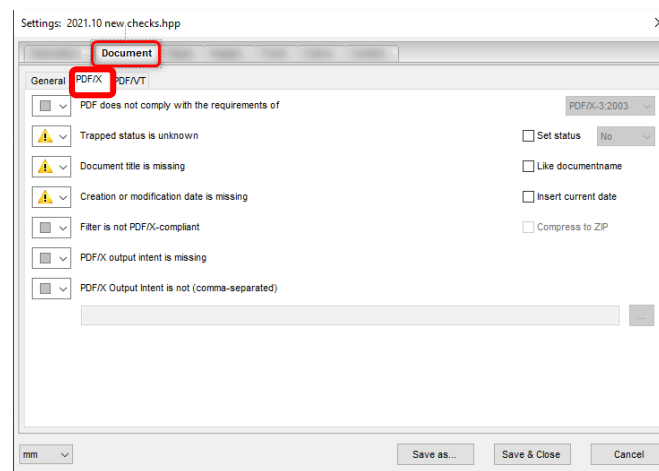 Settings: 2021.10 new.checks.hpp
Document
General PDF/X PDF/VT
PDF does not comply with the requirements of PDF/X-3:2003
Trapped status is unknown Set status No
Document title is missing Like documentname
Creation or modification date is missing Insert current date
Filter is not PDF/X-compliant Compress to ZIP
PDF/X output intent is missing
PDF/X Output Intent is not (comma-separated)
...
mm Save as... Save & Close Cancel